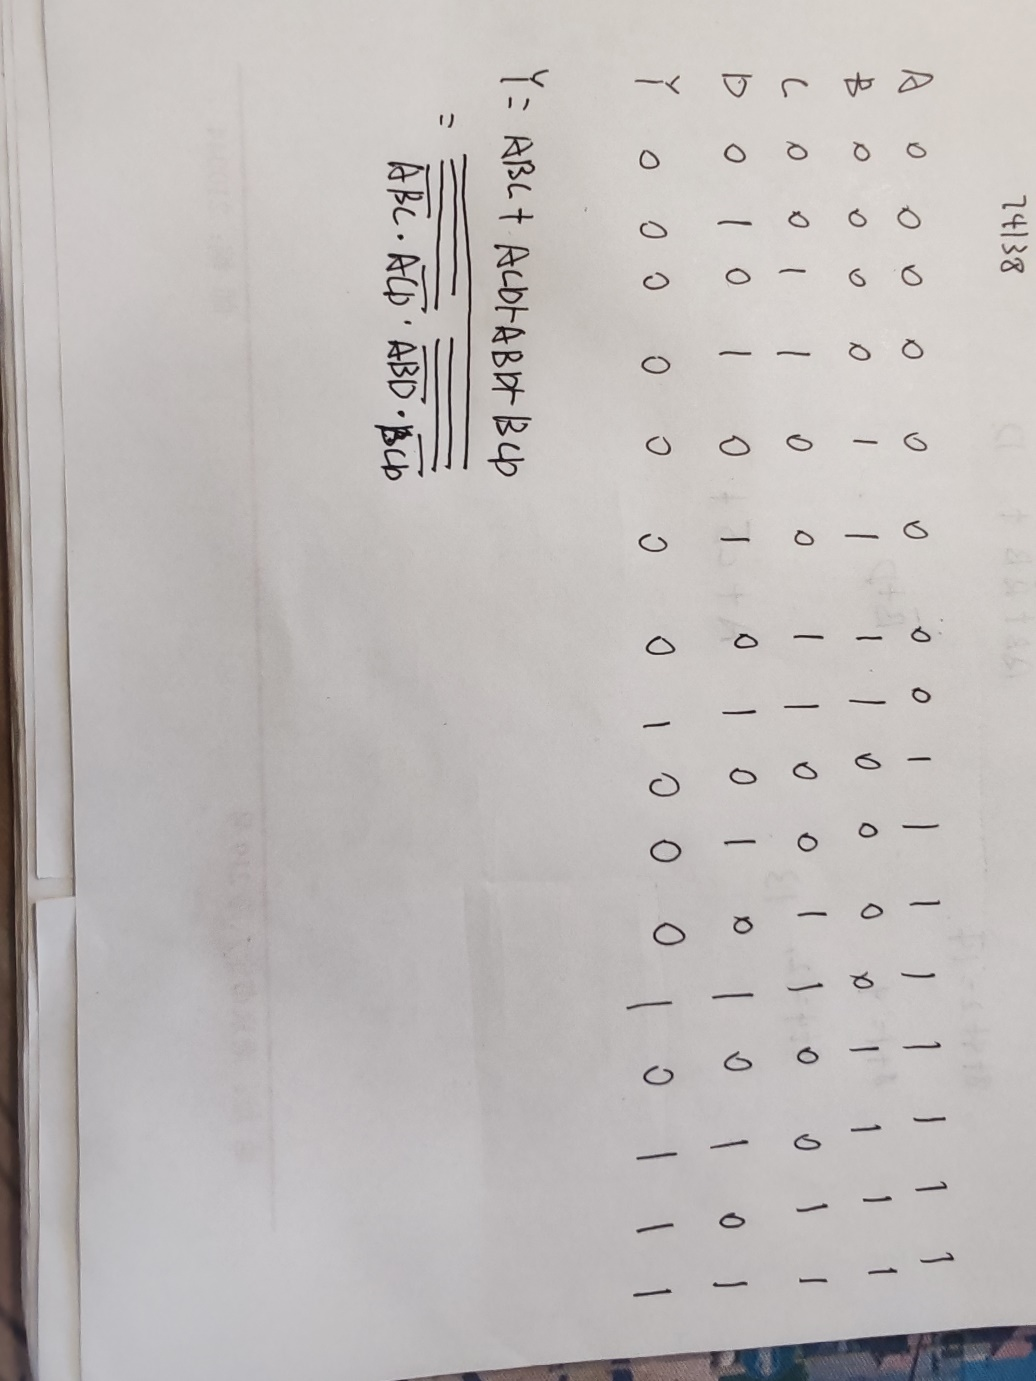 74138
A 0 0 0 0 0 0 0 0 1 1 1 1 1 1 1 1
B 0 0 0 0 1 1 1 1 0 0 0 0 1 1 1 1
C 0 0 1 1 0 0 1 1 0 0 1 1 0 0 1 1
D 0 1 0 1 0 1 0 1 0 1 0 1 0 1 0 1
Y 0 0 0 0 0 0 0 1 0 0 0 1 0 1 1 1
Y = ABC + ACD + ABD + BCD
= ABC · ACD · ABD · BCD